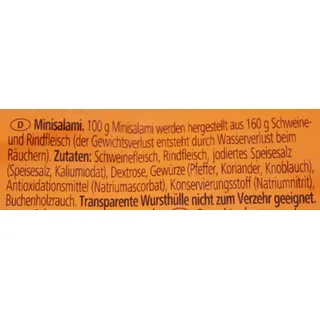 D Minisalami. 100 g Minisalami werden hergestellt aus 160 g Schweine-
und Rindfleisch (der Gewichtsverlust entsteht durch Wasserverlust beim
Räuchern). Zutaten: Schweinefleisch, Rindfleisch, jodiertes Speisesalz
(Speisesalz, Kaliumiodat), Dextrose, Gewürze (Pfeffer, Koriander, Knoblauch),
Antioxidationsmittel (Natriumascorbat), Konservierungsstoff (Natriumnitrit),
Buchenholzrauch. Transparente Wursthülle nicht zum Verzehr geeignet.